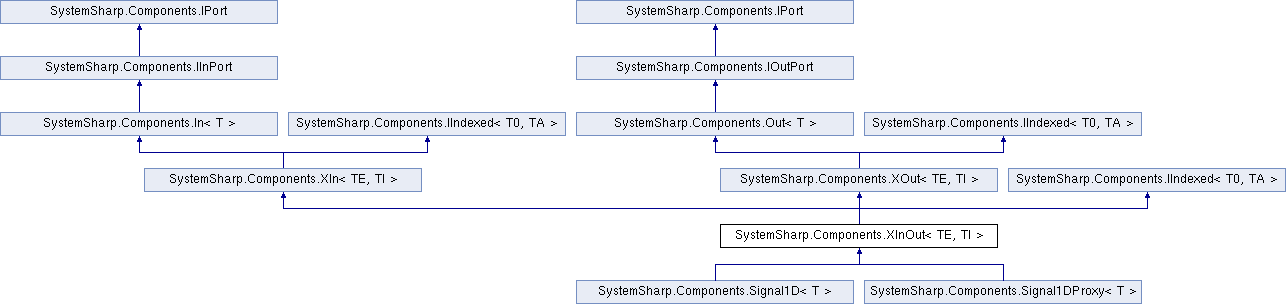 SystemSharp.Components.IPort
SystemSharp.Components.IPort
SystemSharp.Components.IInPort
SystemSharp.Components.IOutPort
SystemSharp.Components.In< T >
SystemSharp.Components.IIndexed< T0, TA >
SystemSharp.Components.Out< T >
SystemSharp.Components.IIndexed< T0, TA >
SystemSharp.Components.XIn< TE, TI >
SystemSharp.Components.XOut< TE, TI >
SystemSharp.Components.IIndexed< T0, TA >
SystemSharp.Components.XInOut< TE, TI >
SystemSharp.Components.Signal1D< T >
SystemSharp.Components.Signal1DProxy< T >